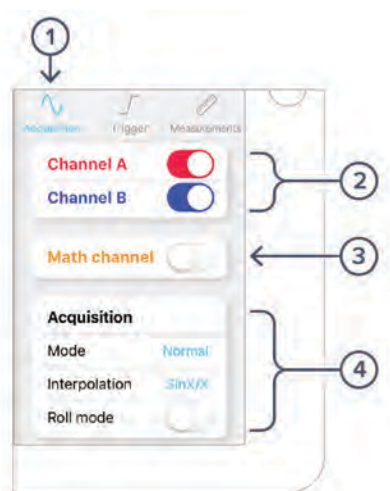 1
Acquisition Trigger Measurements
Channel A
Channel B
2
Math channel
3
Acquisition
Mode Normal
Interpolation SinX/X
Roll mode
4